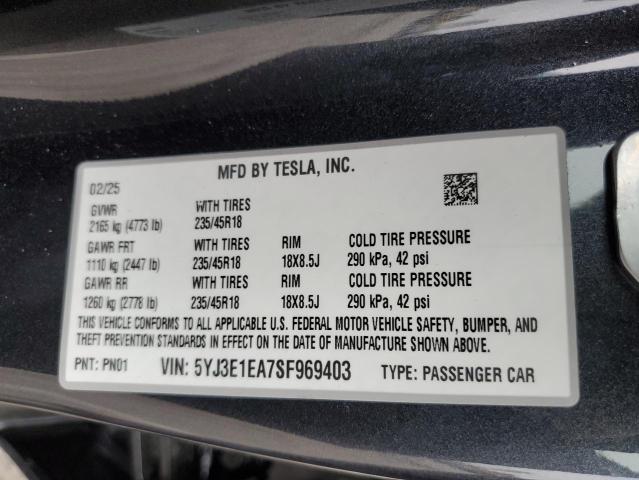 MFD BY TESLA, INC.
02/25
GVWR WITH TIRES
2165 kg (4773 lb) 235/45R18
GAWR FRT WITH TIRES RIM COLD TIRE PRESSURE
1110 kg (2447 lb) 235/45R18 18X8.5J 290 kPa, 42 psi
GAWR RR WITH TIRES RIM COLD TIRE PRESSURE
1260 kg (2778 lb) 235/45R18 18X8.5J 290 kPa, 42 psi
THIS VEHICLE CONFORMS TO ALL APPLICABLE U.S. FEDERAL MOTOR VEHICLE SAFETY, BUMPER, AND
THEFT PREVENTION STANDARDS IN EFFECT ON THE DATE OF MANUFACTURE SHOWN ABOVE.
PNT: PN01 VIN: 5YJ3E1EA7SF969403 TYPE: PASSENGER CAR